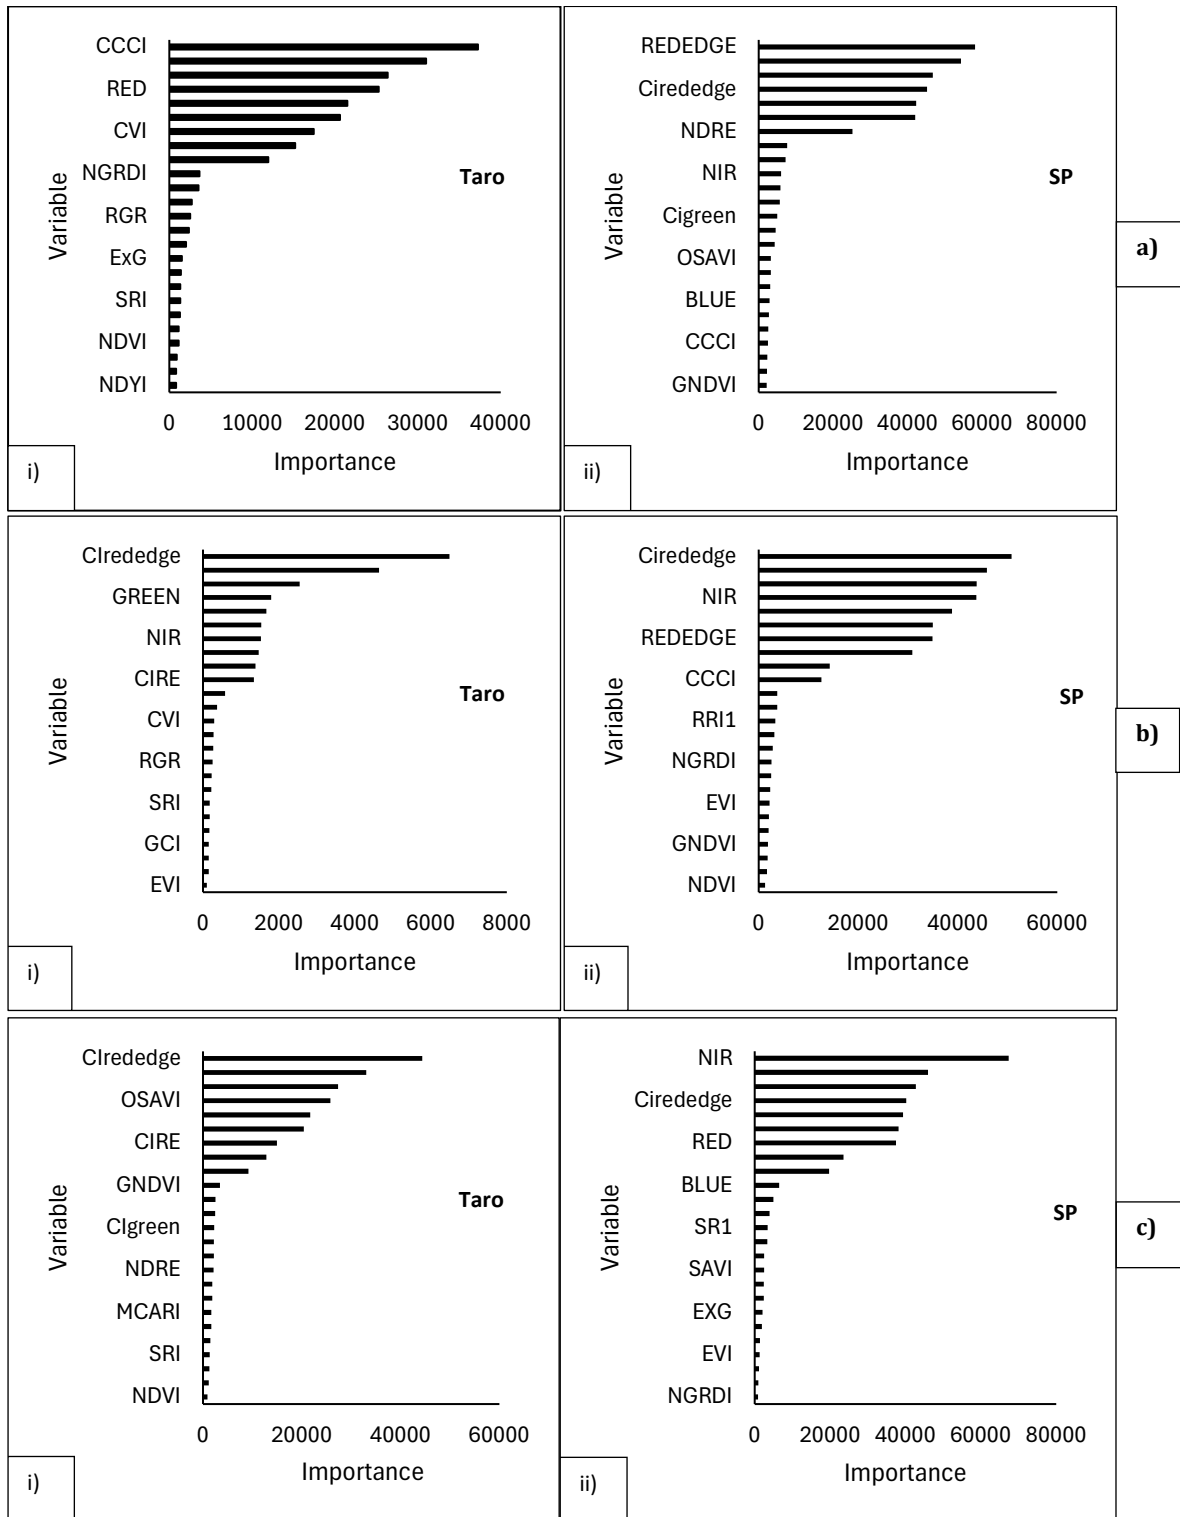 CCCI
RED
CVI
NGRDI
RGR
ExG
SRI
NDVI
NDYI
Variable
Taro
0 10000 20000 30000 40000
Importance
i)
REDEDGE
Cirededge
NDRE
NIR
Cigreen
OSAVI
BLUE
CCCI
GNDVI
Variable
SP
0 20000 40000 60000 80000
Importance
ii)
a)
CIrededge
GREEN
NIR
CIRE
CVI
RGR
SRI
GCI
EVI
Variable
Taro
0 2000 4000 6000 8000
Importance
i)
Cirededge
NIR
REDEDGE
CCCI
RRI1
NGRDI
EVI
GNDVI
NDVI
Variable
SP
0 20000 40000 60000
Importance
ii)
b)
CIrededge
OSAVI
CIRE
GNDVI
CIgreen
NDRE
MCARI
SRI
NDVI
Variable
Taro
0 20000 40000 60000
Importance
i)
NIR
Cirededge
RED
BLUE
SR1
SAVI
EXG
EVI
NGRDI
Variable
SP
0 20000 40000 60000 80000
Importance
ii)
c)